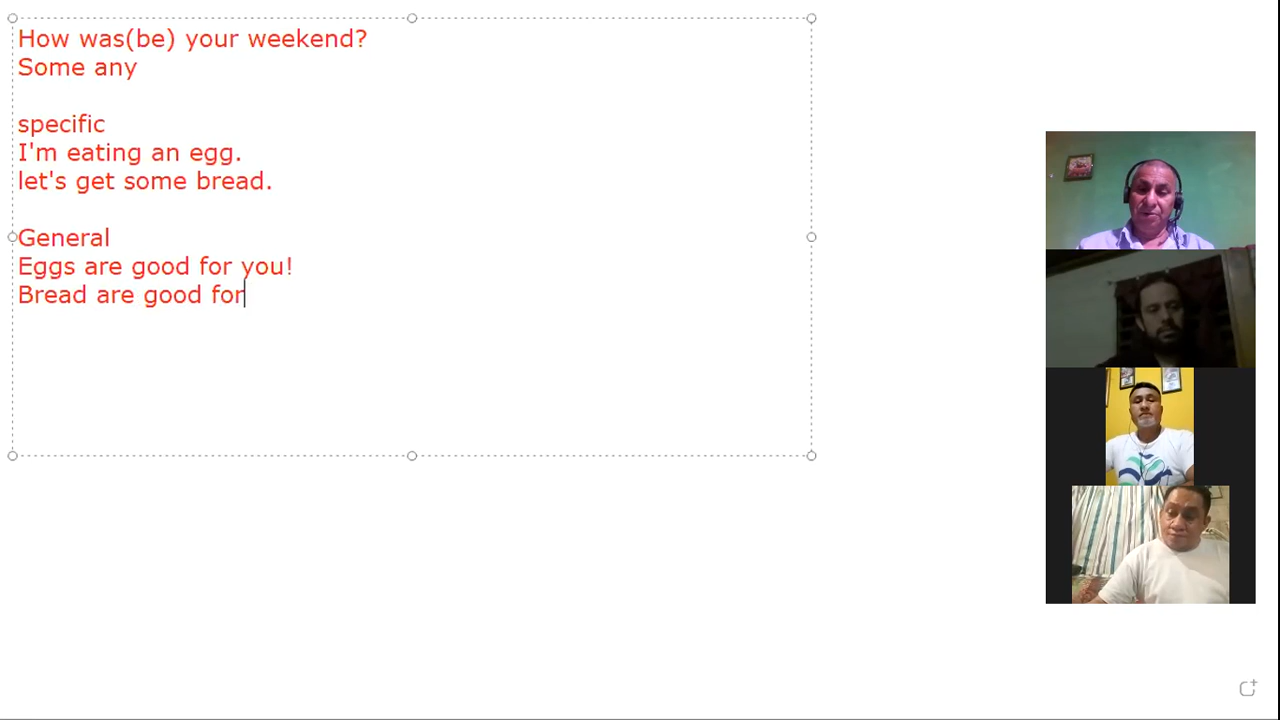 How was(be) your weekend?
Some any
specific
I'm eating an egg.
let's get some bread.
General
Eggs are good for you!
Bread are good for